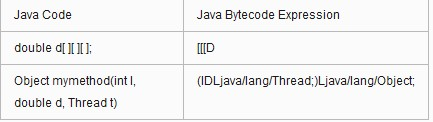 Java Code	Java Bytecode Expression
double d[ ][ ][ ];	[[[D
Object mymethod(int I,	(IDLjava/lang/Thread;)Ljava/lang/Object;
double d, Thread t)